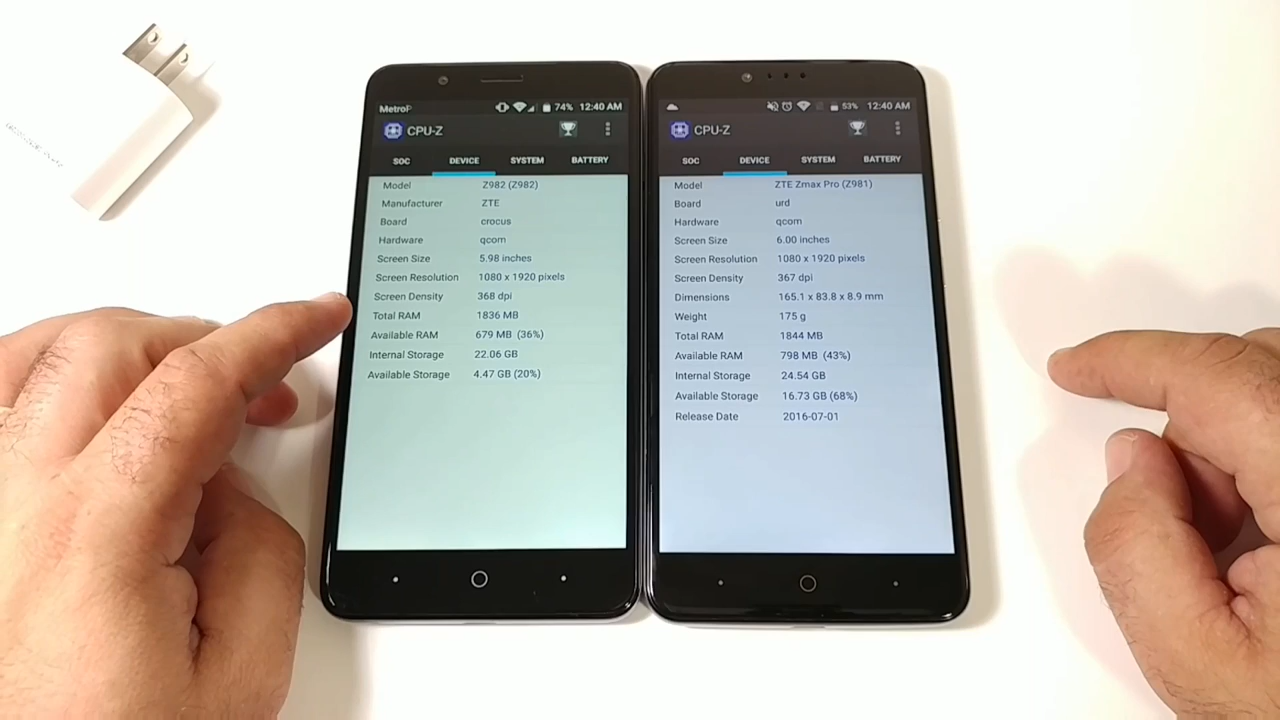 MetroP 74% 12:40 AM
CPU-Z
SOC DEVICE SYSTEM BATTERY
Model Z982 (Z982)
Manufacturer ZTE
Board crocus
Hardware qcom
Screen Size 5.98 inches
Screen Resolution 1080 x 1920 pixels
Screen Density 368 dpi
Total RAM 1836 MB
Available RAM 679 MB (36%)
Internal Storage 22.06 GB
Available Storage 4.47 GB (20%)
53% 12:40 AM
CPU-Z
SOC DEVICE SYSTEM BATTERY
Model ZTE Zmax Pro (Z981)
Board urd
Hardware qcom
Screen Size 6.00 inches
Screen Resolution 1080 x 1920 pixels
Screen Density 367 dpi
Dimensions 165.1 x 83.8 x 8.9 mm
Weight 175 g
Total RAM 1844 MB
Available RAM 798 MB (43%)
Internal Storage 24.54 GB
Available Storage 16.73 GB (68%)
Release Date 2016-07-01